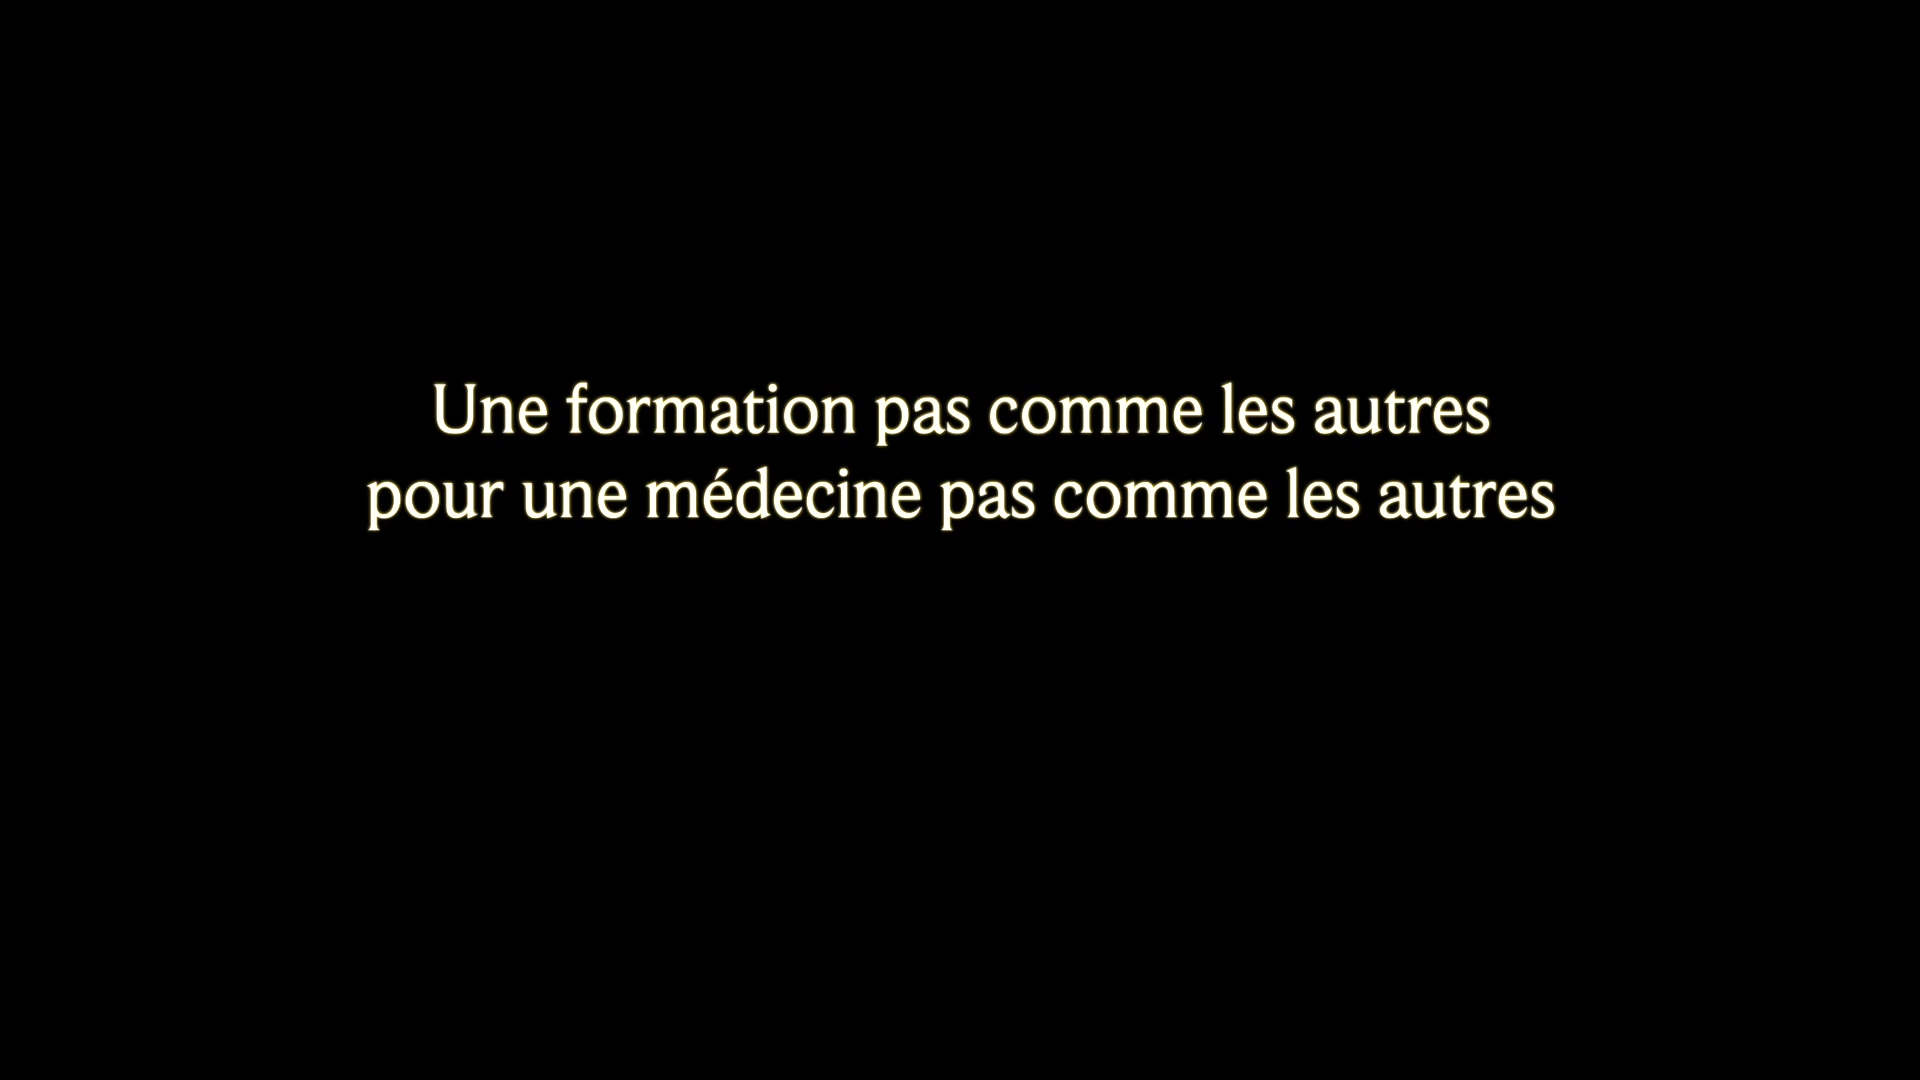 Une formation pas comme les autres
pour une médecine pas comme les autres